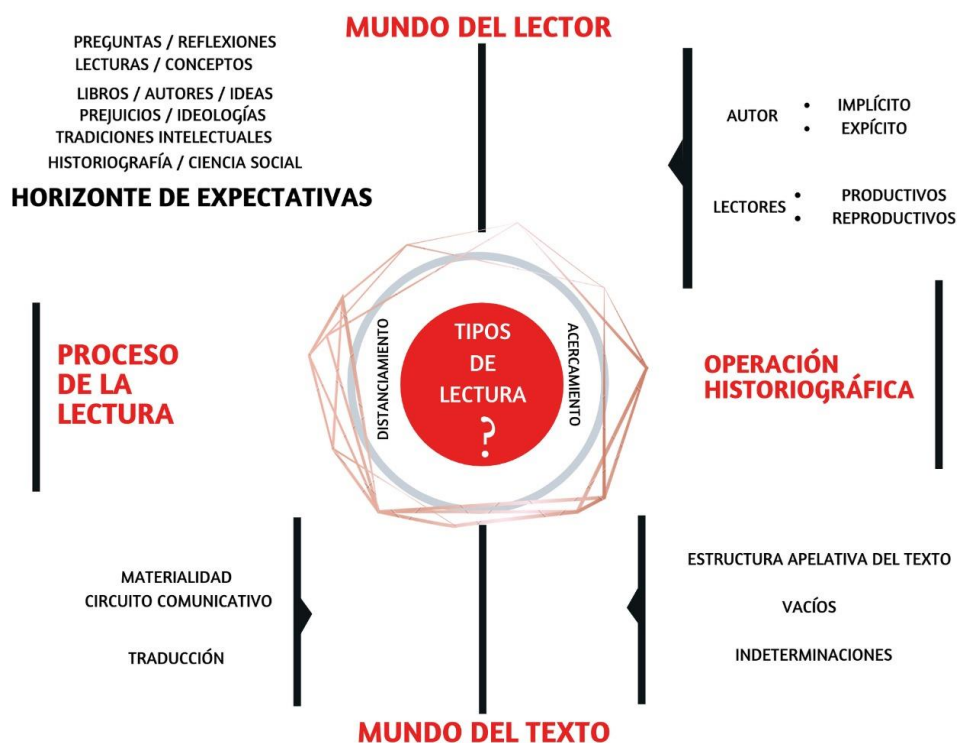 MUNDO DEL LECTOR
PREGUNTAS / REFLEXIONES
LECTURAS / CONCEPTOS
LIBROS / AUTORES / IDEAS
PREJUICIOS / IDEOLOGÍAS
TRADICIONES INTELECTUALES
HISTORIOGRAFÍA / CIENCIA SOCIAL
HORIZONTE DE EXPECTATIVAS
AUTOR
• IMPLÍCITO
• EXPÍCITO
LECTORES
• PRODUCTIVOS
• REPRODUCTIVOS
PROCESO
DE LA
LECTURA
DISTANCIAMIENTO
TIPOS
DE
LECTURA
?
ACERCAMIENTO
OPERACIÓN
HISTORIOGRÁFICA
MATERIALIDAD
CIRCUITO COMUNICATIVO
TRADUCCIÓN
ESTRUCTURA APELATIVA DEL TEXTO
VACÍOS
INDETERMINACIONES
MUNDO DEL TEXTO